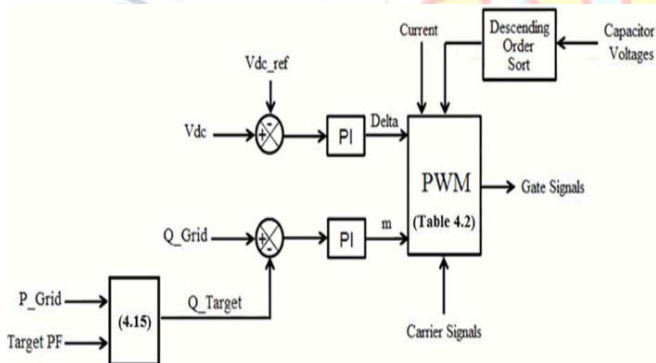 Current
Descending
Order
Sort
Capacitor
Voltages
Vdc_ref
-
Vdc
+
PI
Delta
PWM
(Table 4.2)
Gate Signals
Q_Grid
+
-
PI
m
P_Grid
Target PF
(4.15)
Q_Target
Carrier Signals